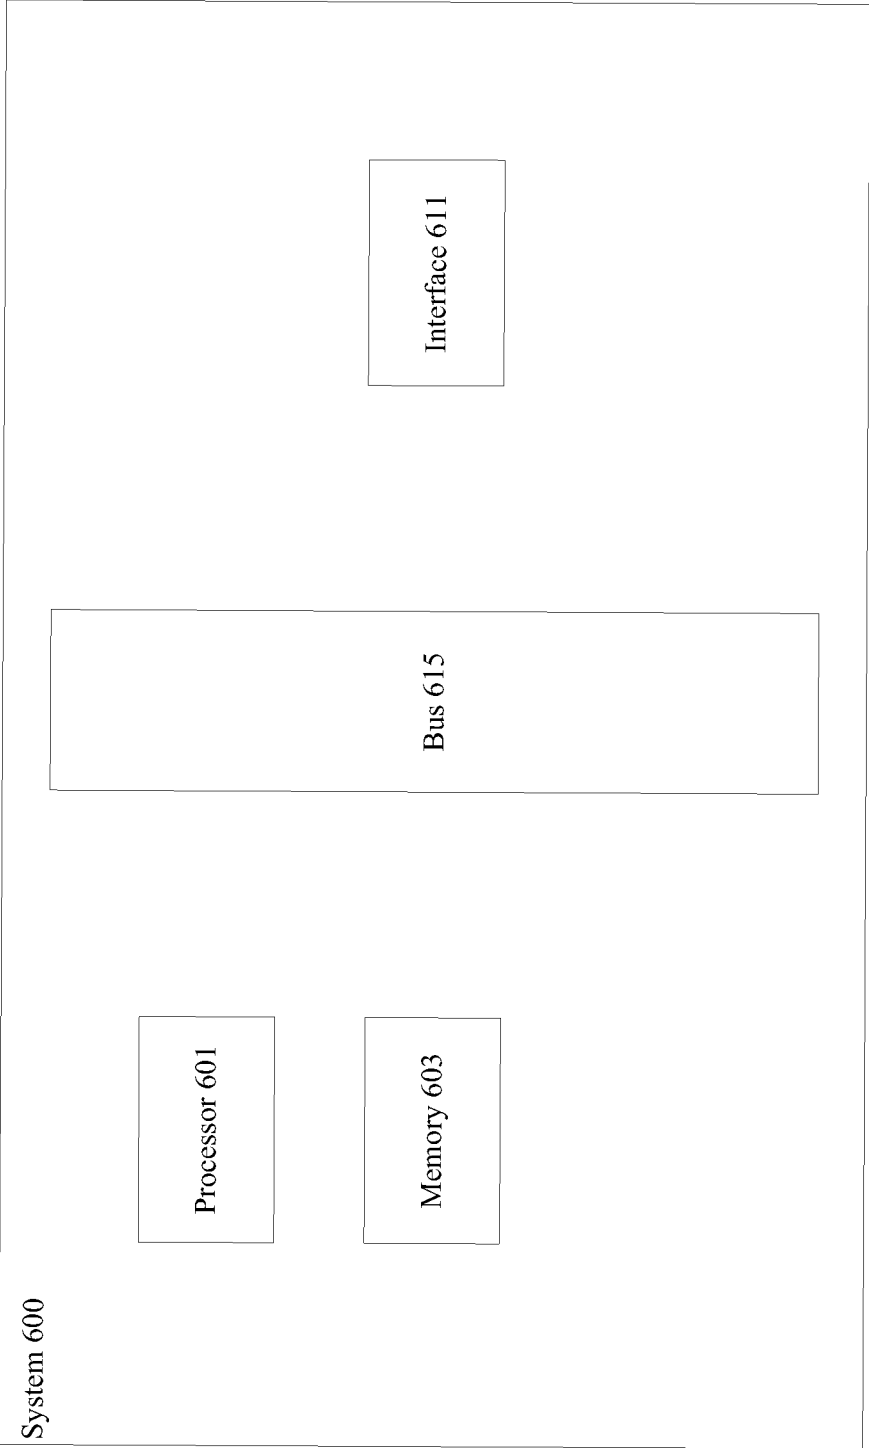 System 600
Processor 601
Memory 603
Bus 615
Interface 611